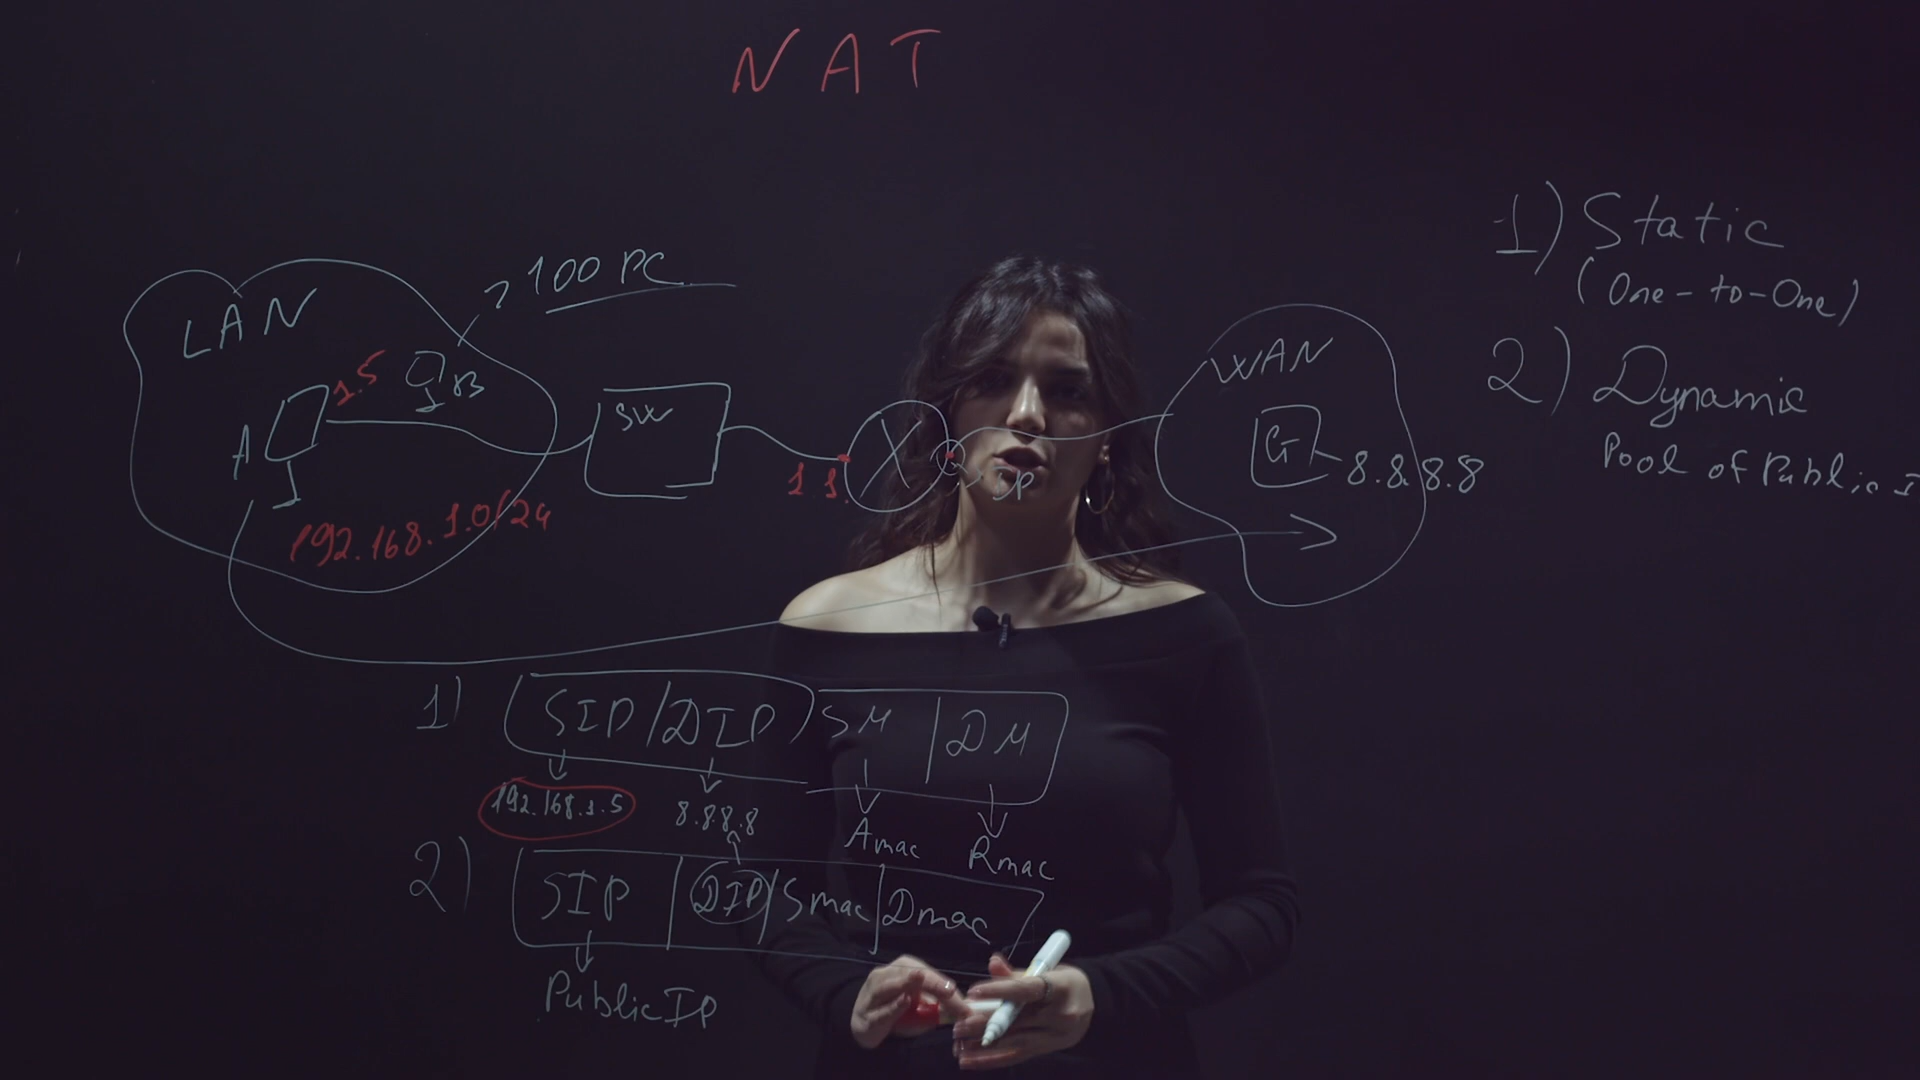 NAT
1) Static
(One-to-One)
2) Dynamic
Pool of Public I
LAN
100 PC
1.5
B
A
192.168.1.0/24
SW
1 1.
X
IP
WAN
G
8.8.8.8
1) SIP/DIP SM | DM
192.168.1.5 8.8.8.8 Amac Rmac
2) SIP | DIP / Smac | Dmac
Public IP